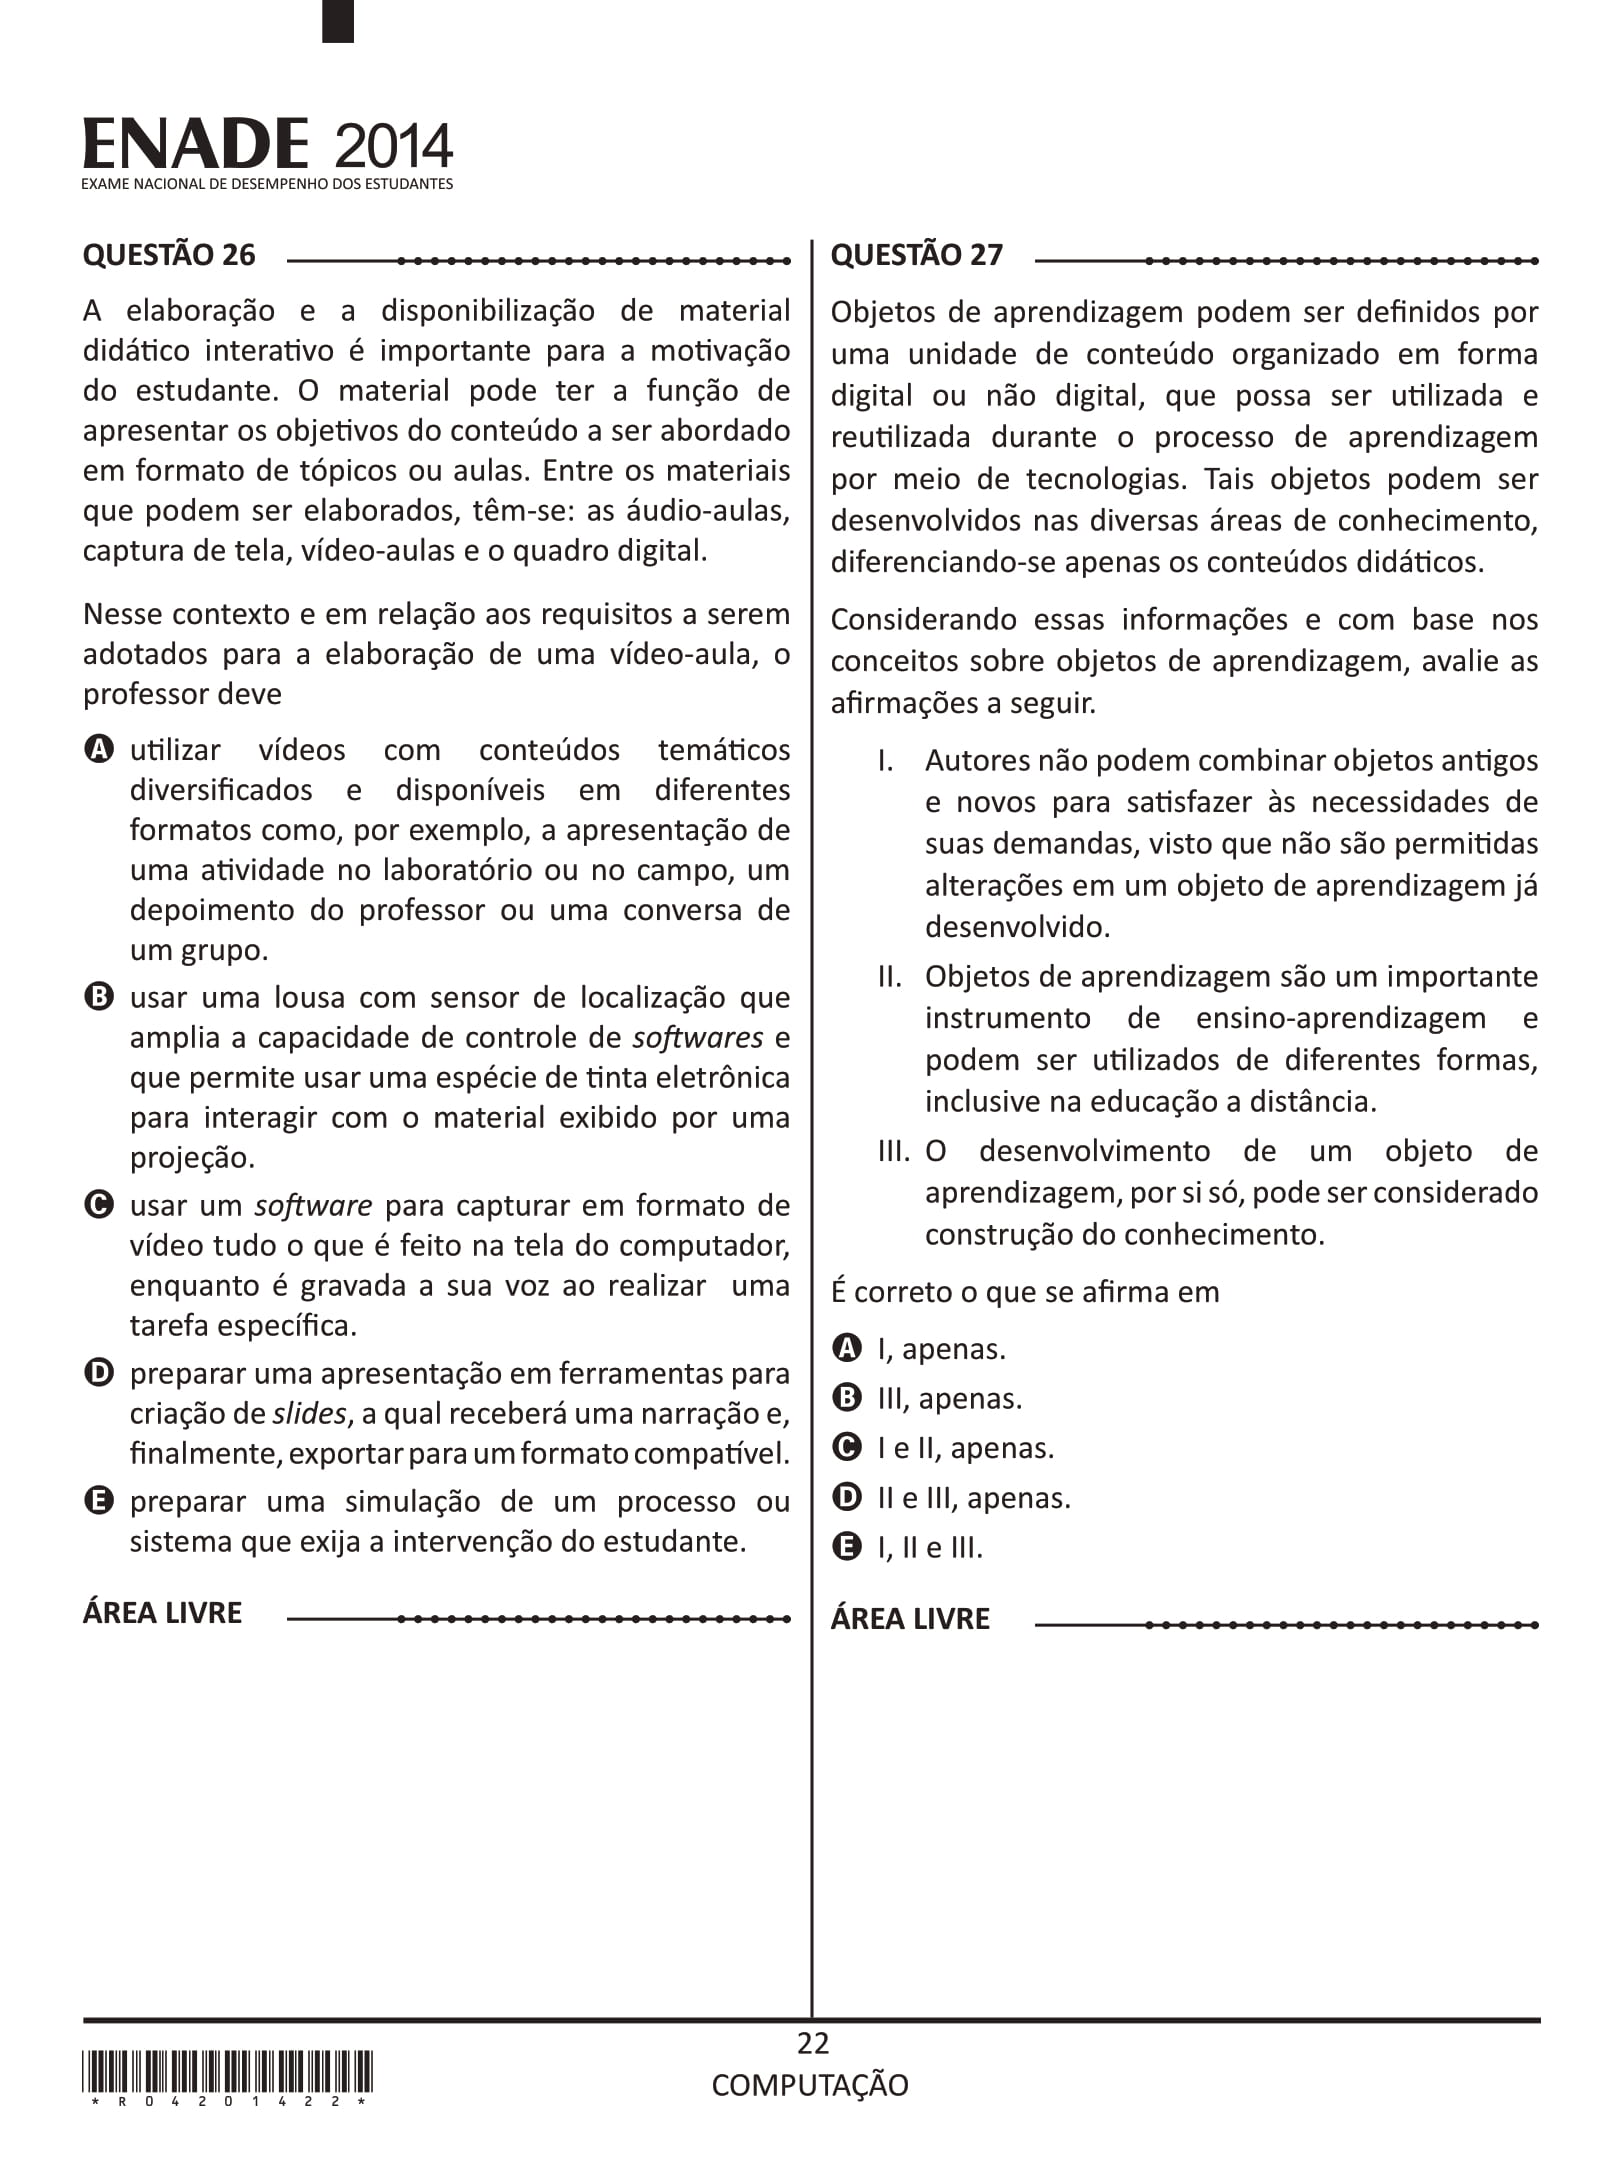 ENADE 2014
EXAME NACIONAL DE DESEMPENHO DOS ESTUDANTES
QUESTÃO 26
A elaboração e a disponibilização de material
didático interativo é importante para a motivação
do estudante. O material pode ter a função de
apresentar os objetivos do conteúdo a ser abordado
em formato de tópicos ou aulas. Entre os materiais
que podem ser elaborados, têm-se: as áudio-aulas,
captura de tela, vídeo-aulas e o quadro digital.
Nesse contexto e em relação aos requisitos a serem
adotados para a elaboração de uma vídeo-aula, o
professor deve
A utilizar vídeos com conteúdos temáticos
diversificados e disponíveis em diferentes
formatos como, por exemplo, a apresentação de
uma atividade no laboratório ou no campo, um
depoimento do professor ou uma conversa de
um grupo.
B usar uma lousa com sensor de localização que
amplia a capacidade de controle de softwares e
que permite usar uma espécie de tinta eletrônica
para interagir com o material exibido por uma
projeção.
C usar um software para capturar em formato de
vídeo tudo o que é feito na tela do computador,
enquanto é gravada a sua voz ao realizar uma
tarefa específica.
D preparar uma apresentação em ferramentas para
criação de slides, a qual receberá uma narração e,
finalmente, exportar para um formato compatível.
E preparar uma simulação de um processo ou
sistema que exija a intervenção do estudante.
ÁREA LIVRE
QUESTÃO 27
Objetos de aprendizagem podem ser definidos por
uma unidade de conteúdo organizado em forma
digital ou não digital, que possa ser utilizada e
reutilizada durante o processo de aprendizagem
por meio de tecnologias. Tais objetos podem ser
desenvolvidos nas diversas áreas de conhecimento,
diferenciando-se apenas os conteúdos didáticos.
Considerando essas informações e com base nos
conceitos sobre objetos de aprendizagem, avalie as
afirmações a seguir.
I. Autores não podem combinar objetos antigos
e novos para satisfazer às necessidades de
suas demandas, visto que não são permitidas
alterações em um objeto de aprendizagem já
desenvolvido.
II. Objetos de aprendizagem são um importante
instrumento de ensino-aprendizagem e
podem ser utilizados de diferentes formas,
inclusive na educação a distância.
III. O desenvolvimento de um objeto de
aprendizagem, por si só, pode ser considerado
construção do conhecimento.
É correto o que se afirma em
A I, apenas.
B III, apenas.
C I e II, apenas.
D II e III, apenas.
E I, II e III.
ÁREA LIVRE
22
COMPUTAÇÃO
* R 0 4 2 0 1 4 2 2 *